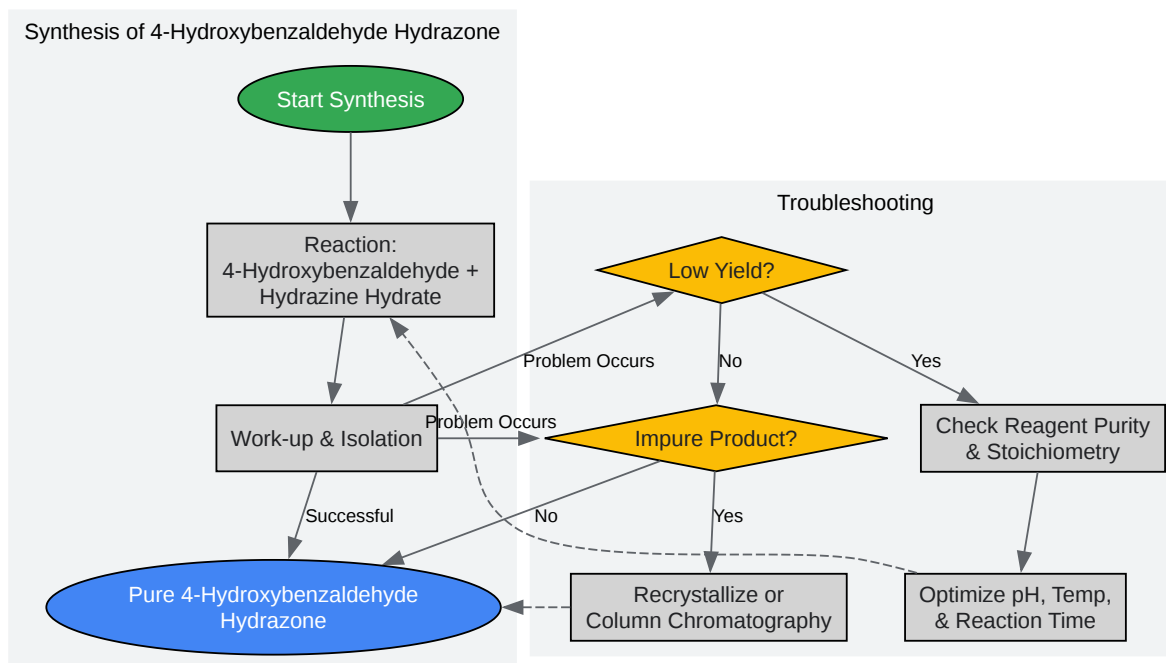 Synthesis of 4-Hydroxybenzaldehyde Hydrazone
Start Synthesis
Reaction:
4-Hydroxybenzaldehyde +
Hydrazine Hydrate
Work-up & Isolation
Successful
Pure 4-Hydroxybenzaldehyde
Hydrazone
Problem Occurs
Problem Occurs
Troubleshooting
Low Yield?
No
Yes
Impure Product?
No
Yes
Check Reagent Purity
& Stoichiometry
Recrystallize or
Column Chromatography
Optimize pH, Temp,
& Reaction Time